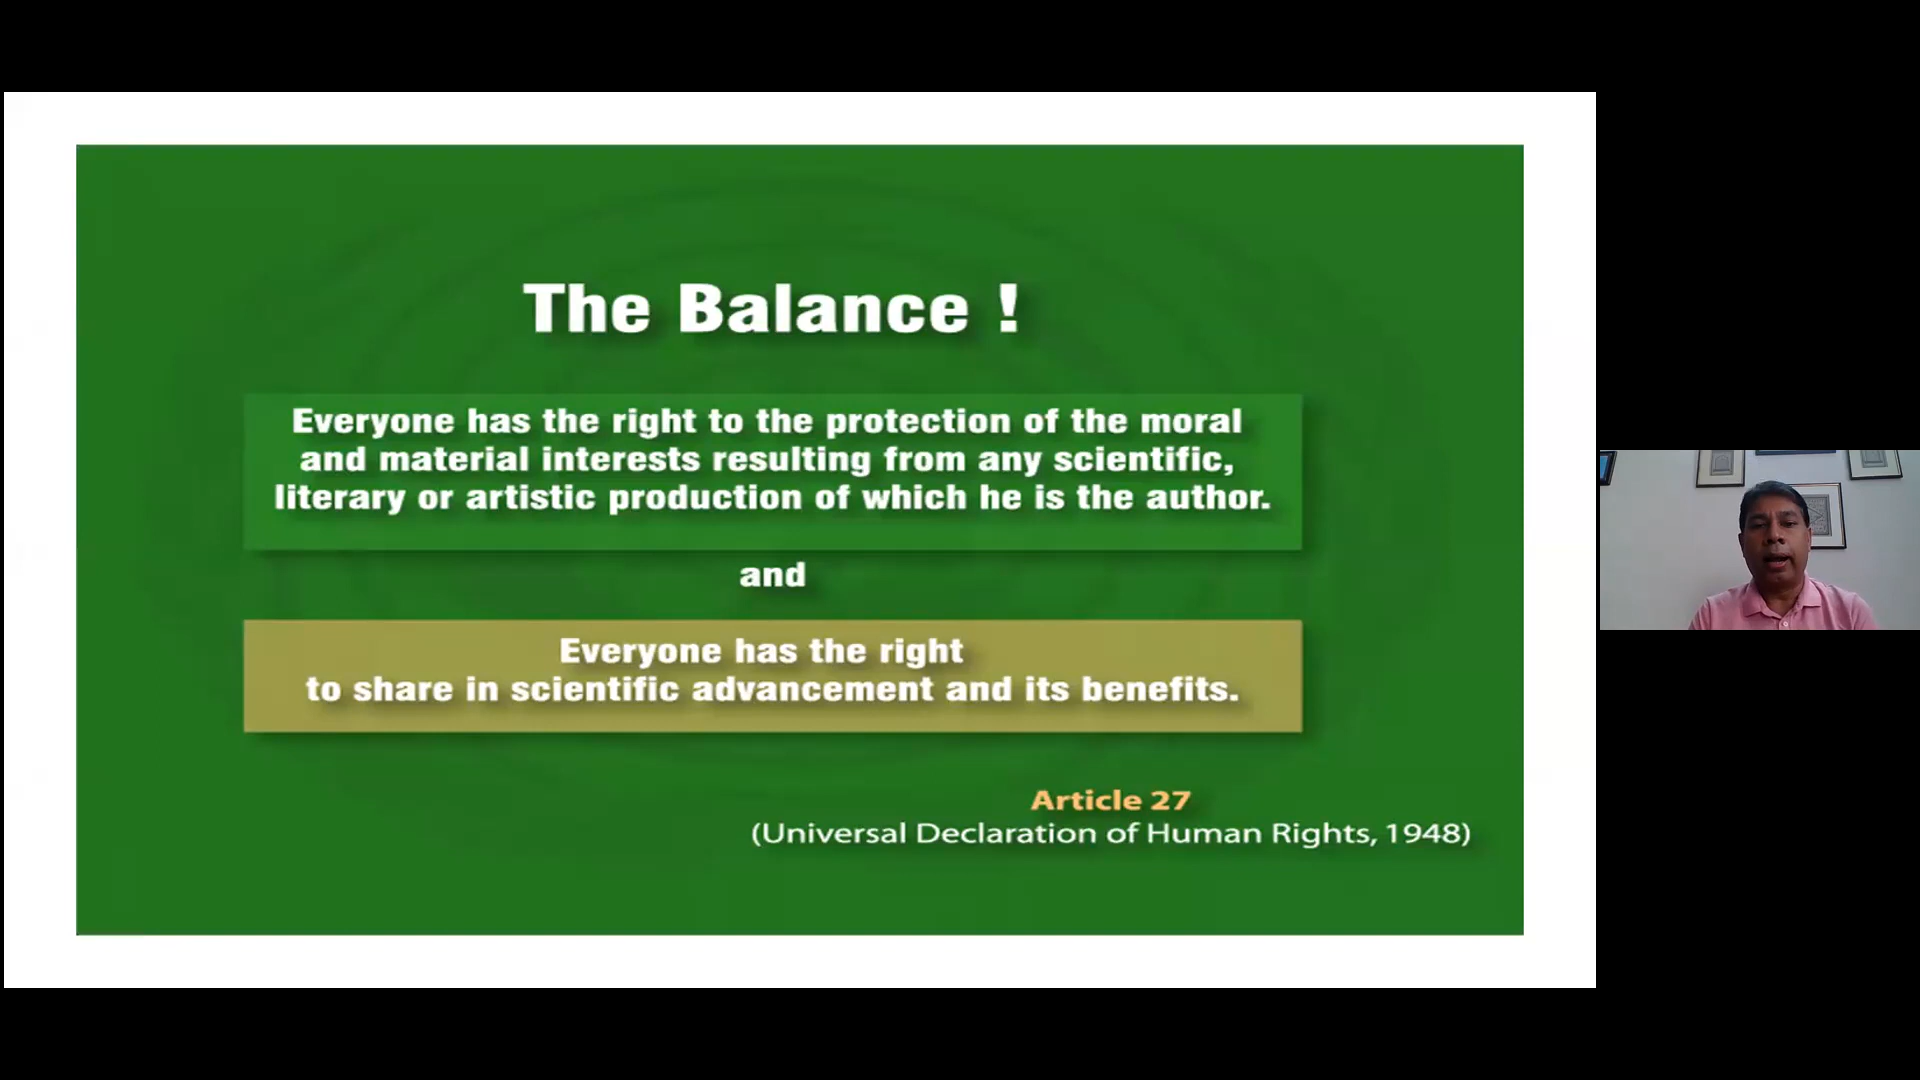 The Balance !
Everyone has the right to the protection of the moral
and material interests resulting from any scientific,
literary or artistic production of which he is the author.
and
Everyone has the right
to share in scientific advancement and its benefits.
Article 27
(Universal Declaration of Human Rights, 1948)